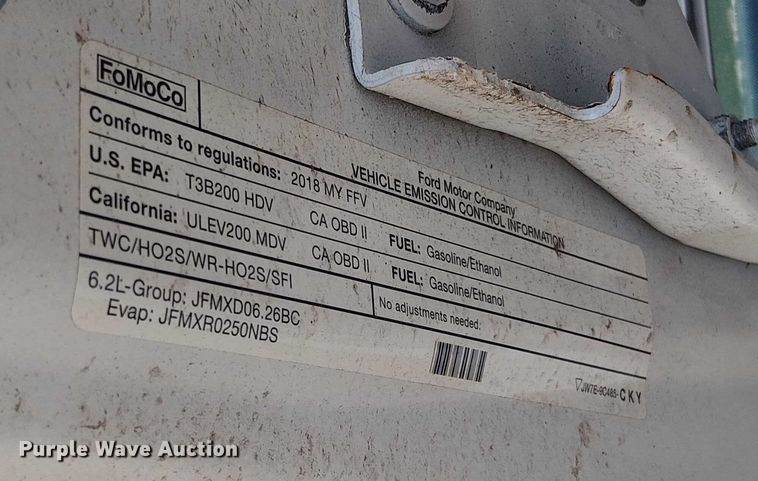 FoMoCo
Ford Motor Company
VEHICLE EMISSION CONTROL INFORMATION
Conforms to regulations: 2018 MY FFV
U.S. EPA: T3B200 HDV CA OBD II FUEL: Gasoline/Ethanol
California: ULEV200 MDV CA OBD II FUEL: Gasoline/Ethanol
TWC/HO2S/WR-HO2S/SFI No adjustments needed.
6.2L-Group: JFMXD06.26BC
Evap: JFMXR0250NBS
JW7E-9C485-CKY
Purple Wave Auction